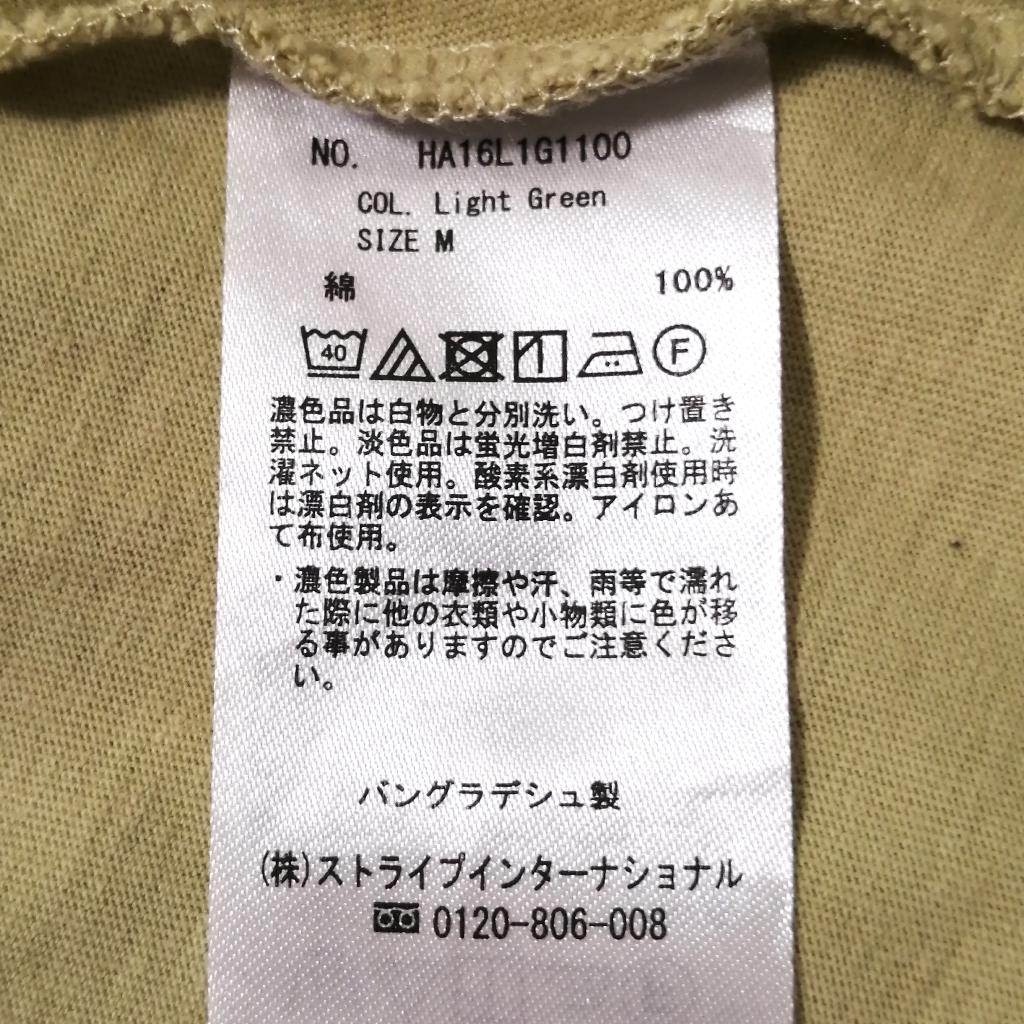 NO. HA16L1G1100
COL. Light Green
SIZE M
綿 100%
40 F
濃色品は白物と分別洗い。つけ置き
禁止。淡色品は蛍光増白剤禁止。洗
濯ネット使用。酸素系漂白剤使用時
は漂白剤の表示を確認。アイロンあ
て布使用。
・濃色製品は摩擦や汗、雨等で濡れ
た際に他の衣類や小物類に色が移
る事がありますのでご注意くださ
い。
バングラデシュ製
(株)ストライプインターナショナル
0120-806-008